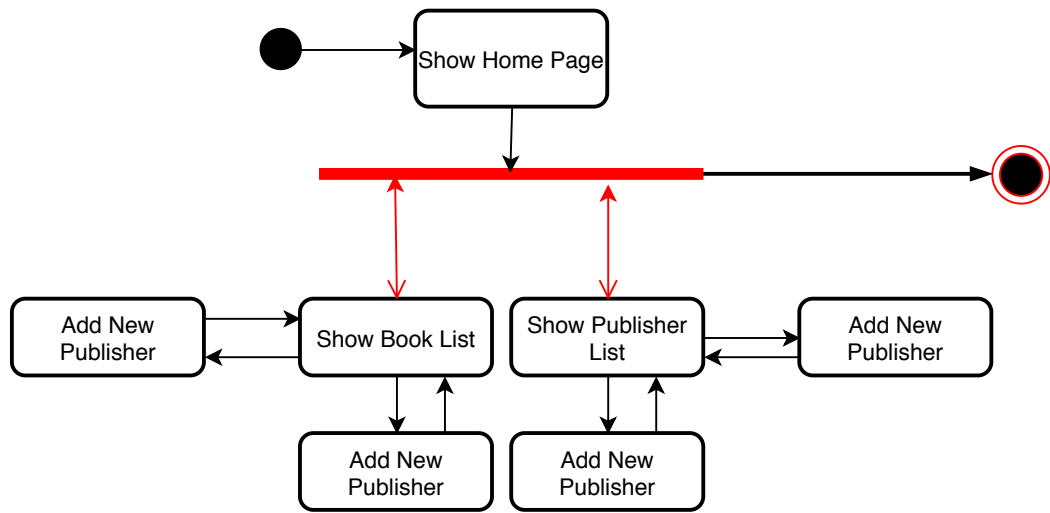 Show Home Page
Add New
Publisher
Show Book List
Show Publisher
List
Add New
Publisher
Add New
Publisher
Add New
Publisher